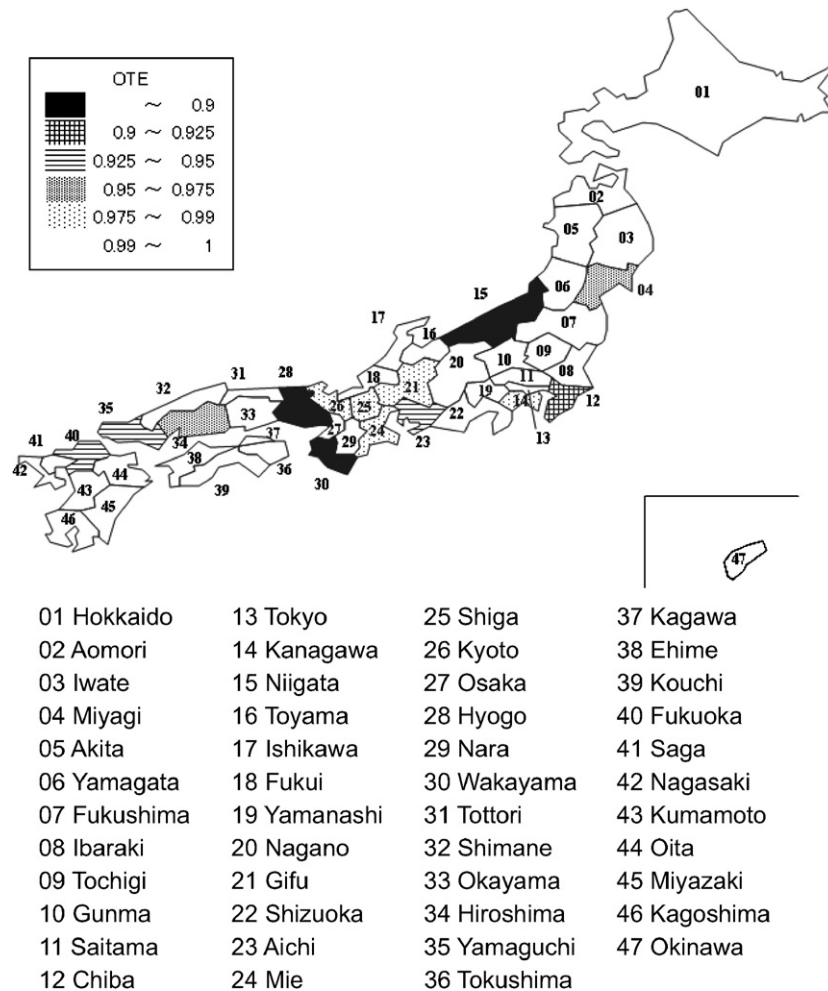 OTE
~ 0.9
0.9 ~ 0.925
0.925 ~ 0.95
0.95 ~ 0.975
0.975 ~ 0.99
0.99 ~ 1
01
02
05
03
06
04
15
07
17
16
09
10
08
20
11
18
21
19
12
31
28
32
14
26
25
13
33
22
35
24
27
23
34
29
37
40
41
38
36
30
44
42
39
43
45
46
47
01 Hokkaido
02 Aomori
03 Iwate
04 Miyagi
05 Akita
06 Yamagata
07 Fukushima
08 Ibaraki
09 Tochigi
10 Gunma
11 Saitama
12 Chiba
13 Tokyo
14 Kanagawa
15 Niigata
16 Toyama
17 Ishikawa
18 Fukui
19 Yamanashi
20 Nagano
21 Gifu
22 Shizuoka
23 Aichi
24 Mie
25 Shiga
26 Kyoto
27 Osaka
28 Hyogo
29 Nara
30 Wakayama
31 Tottori
32 Shimane
33 Okayama
34 Hiroshima
35 Yamaguchi
36 Tokushima
37 Kagawa
38 Ehime
39 Kouchi
40 Fukuoka
41 Saga
42 Nagasaki
43 Kumamoto
44 Oita
45 Miyazaki
46 Kagoshima
47 Okinawa